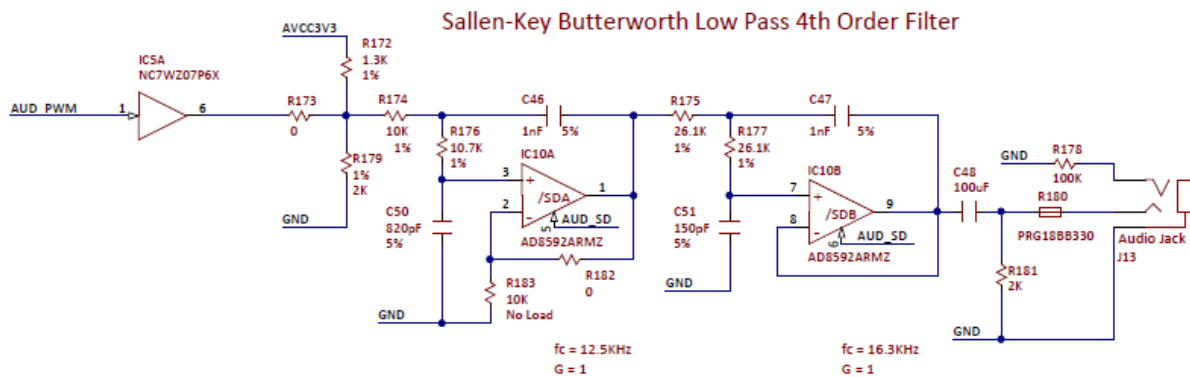 Sallen-Key Butterworth Low Pass 4th Order Filter
AVCC3V3
R172
1.3K
1%
IC5A
NC7WZ07P6X
AUD_PWM
1
6
R173
0
R174
10K
1%
R179
1%
2K
GND
C46
1nF
5%
R176
10.7K
1%
IC10A
3
+
2
-
/SDA
1
5
AUD_SD
AD8592ARMZ
C50
820pF
5%
R182
0
R183
10K
No Load
GND
R175
26.1K
1%
C47
1nF
5%
R177
26.1K
1%
IC10B
7
+
8
-
/SDB
9
6
AUD_SD
AD8592ARMZ
C51
150pF
5%
GND
C48
100uF
GND
R178
100K
R180
PRG18BB330
Audio Jack
J13
R181
2K
GND
fc = 12.5KHz
G = 1
fc = 16.3KHz
G = 1